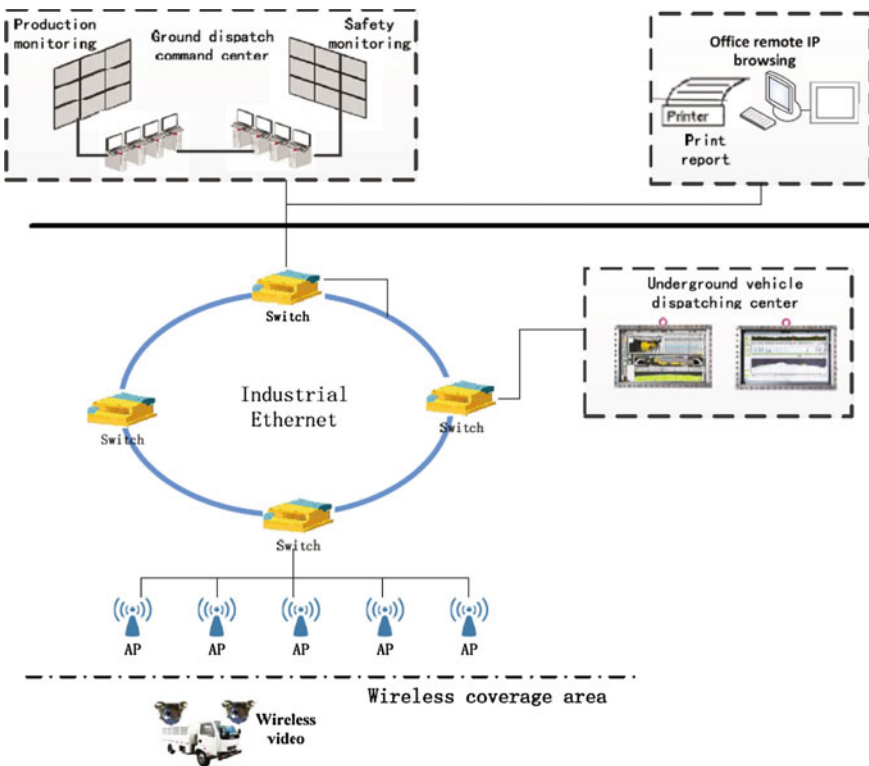 Production
monitoring
Ground dispatch
command center
Safety
monitoring
Office remote IP
browsing
Printer
Print
report
Switch
Underground vehicle
dispatching center
Industrial
Ethernet
Switch
Switch
Switch
AP
AP
AP
AP
AP
Wireless coverage area
Wireless
video